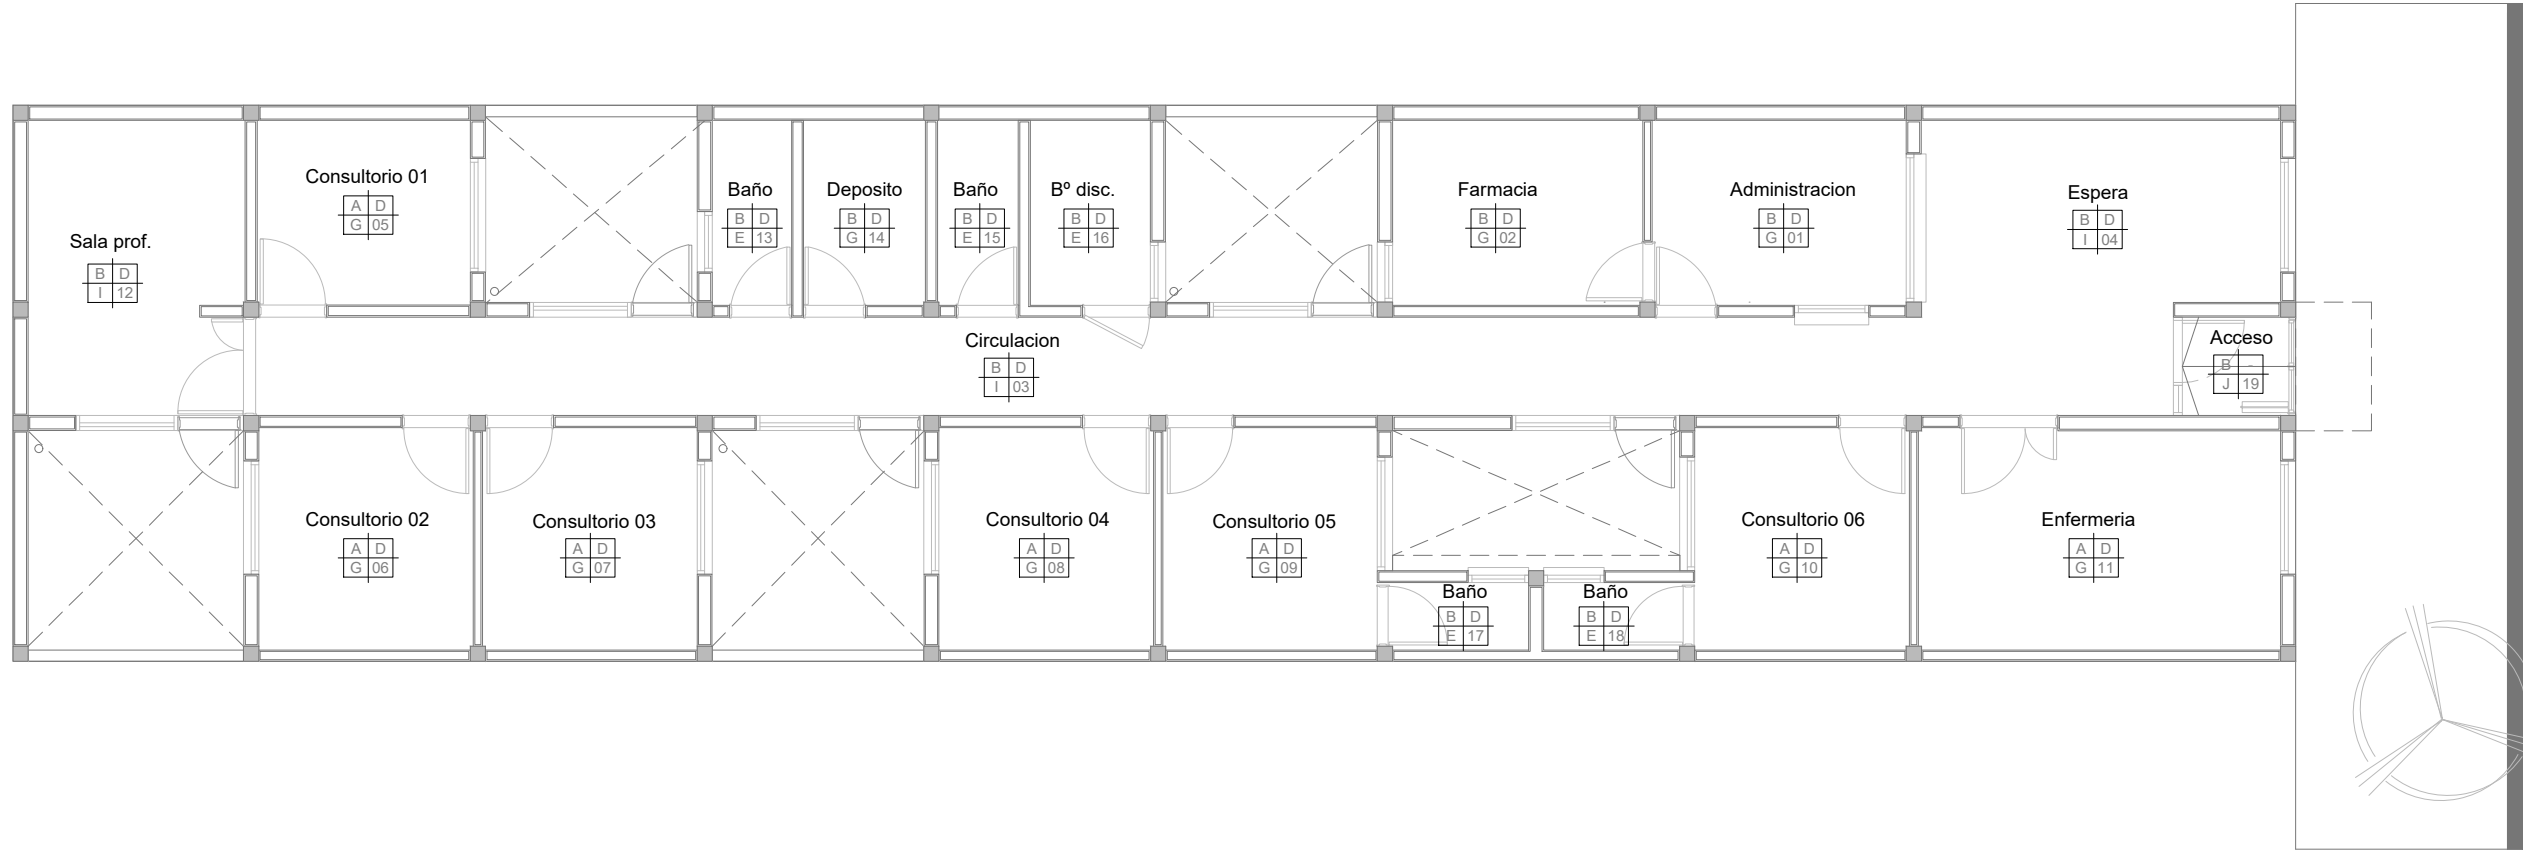 Consultorio 01
A D
G 05
Baño
B D
E 13
Deposito
B D
G 14
Baño
B D
E 15
Bº disc.
B D
E 16
Farmacia
B D
G 02
Administracion
B D
G 01
Espera
B D
I 04
Sala prof.
B D
I 12
Circulacion
B D
I 03
Acceso
B -
J 19
Consultorio 02
A D
G 06
Consultorio 03
A D
G 07
Consultorio 04
A D
G 08
Consultorio 05
A D
G 09
Consultorio 06
A D
G 10
Enfermeria
A D
G 11
Baño
B D
E 17
Baño
B D
E 18